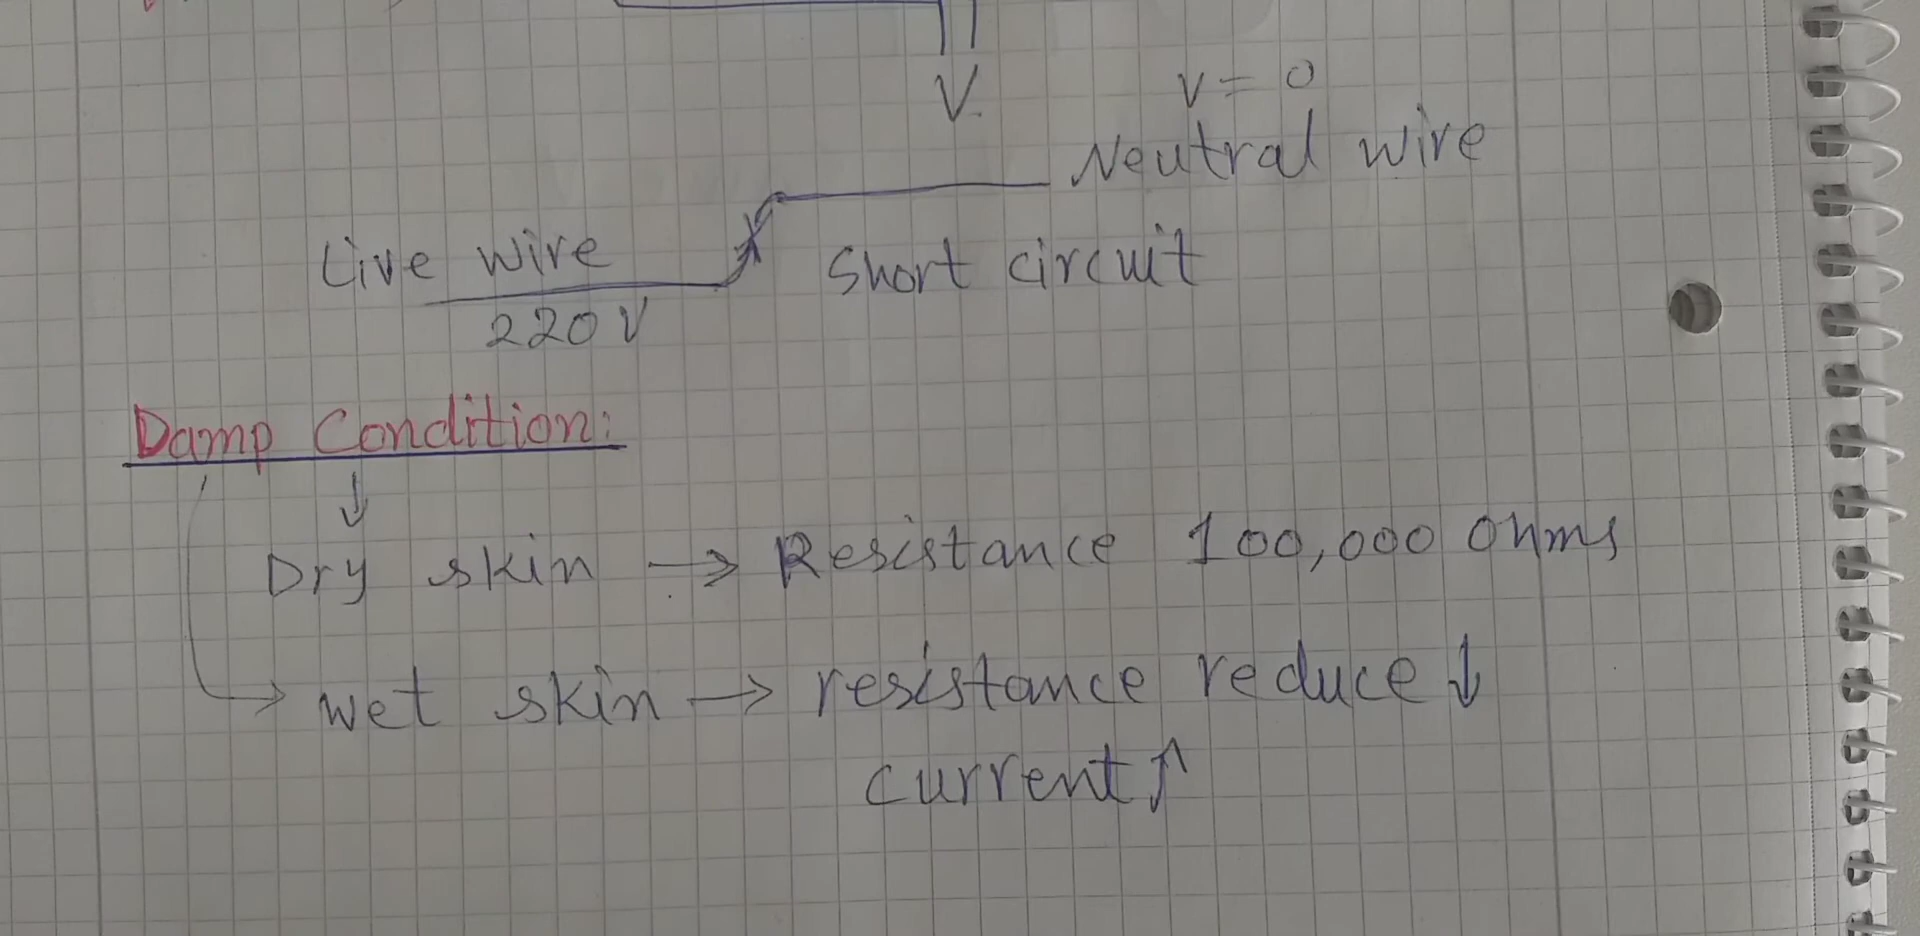 V.
V = 0
Neutral wire
Live wire
Short circuit
220 V
Damp Condition:
Dry skin → Resistance 100,000 ohms
wet skin → resistance reduce ↓
current ↑